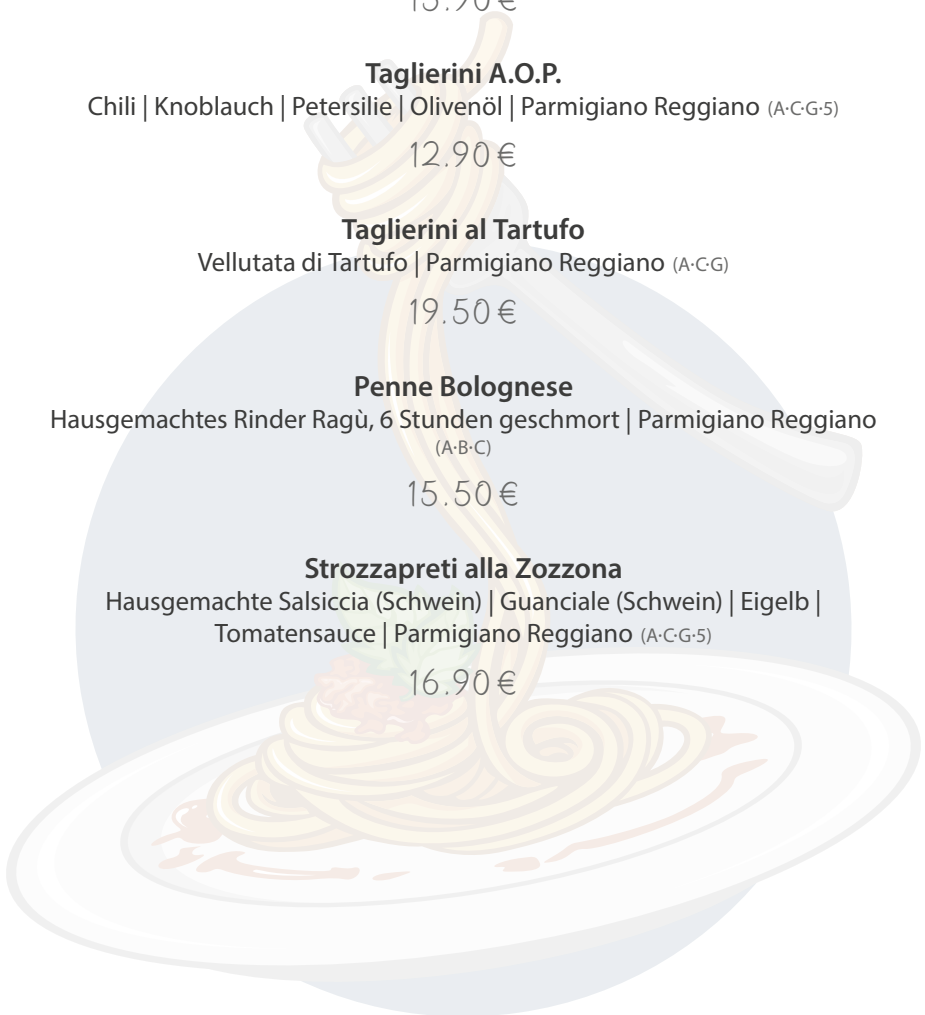 Taglierini A.O.P.
Chili | Knoblauch | Petersilie | Olivenöl | Parmigiano Reggiano (A·C·G·5)
12.90 €
Taglierini al Tartufo
Vellutata di Tartufo | Parmigiano Reggiano (A·C·G)
19.50 €
Penne Bolognese
Hausgemachtes Rinder Ragù, 6 Stunden geschmort | Parmigiano Reggiano
(A·B·C)
15.50 €
Strozzapreti alla Zozzona
Hausgemachte Salsiccia (Schwein) | Guanciale (Schwein) | Eigelb |
Tomatensauce | Parmigiano Reggiano (A·C·G·5)
16.90 €